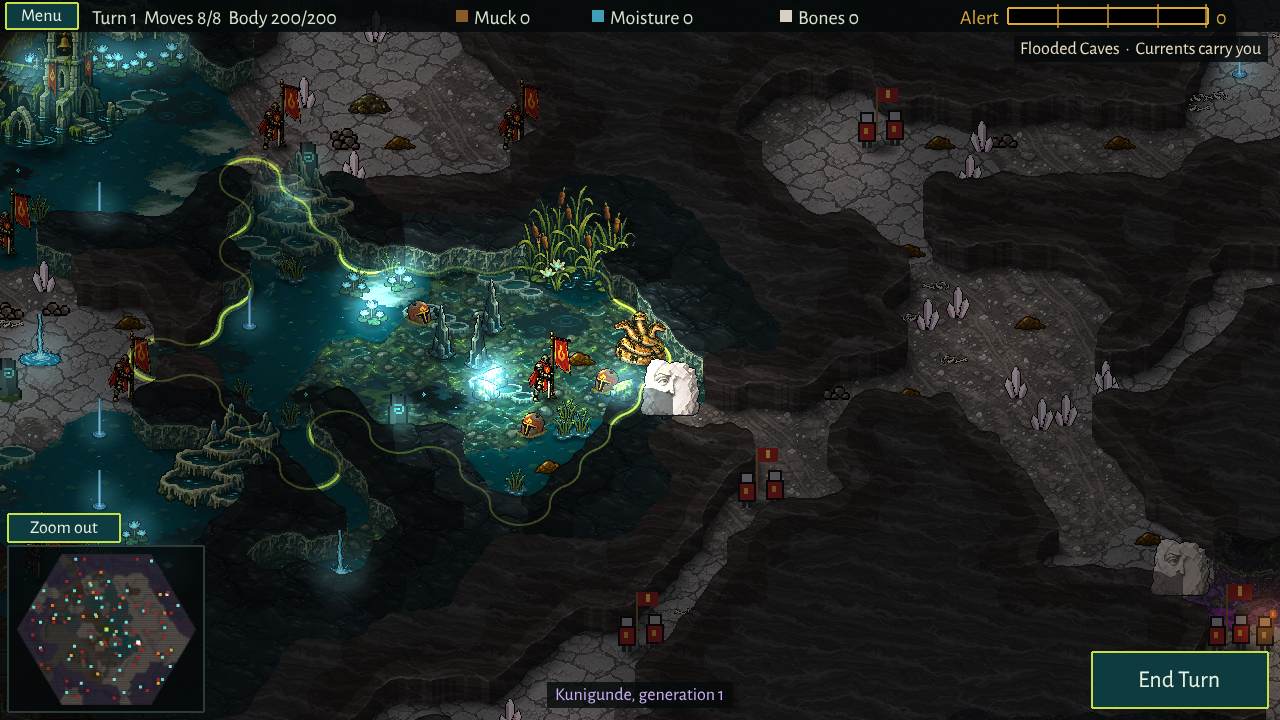 Menu
Turn 1 Moves 8/8 Body 200/200
Muck 0
Moisture 0
Bones 0
Alert
0
Flooded Caves · Currents carry you
Zoom out
Kunigunde, generation 1
End Turn